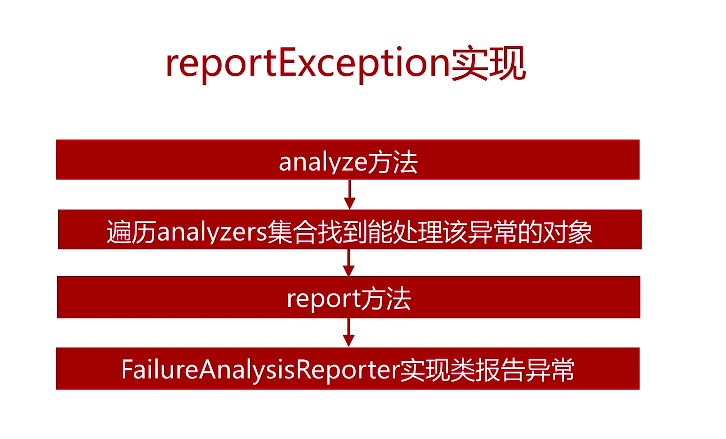 reportException实现
analyze方法
遍历analyzers集合找到能处理该异常的对象
report方法
FailureAnalysisReporter实现类报告异常